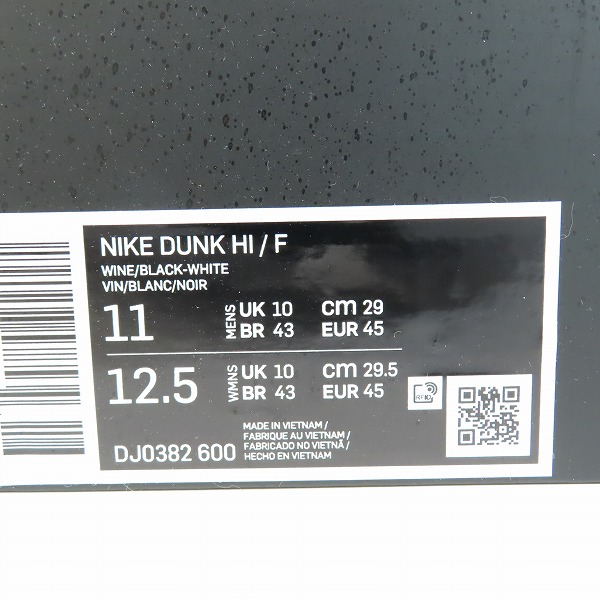 NIKE DUNK HI / F
WINE/BLACK-WHITE
VIN/BLANC/NOIR
11 MENS UK 10 cm 29
BR 43 EUR 45
12.5 WMNS UK 10 cm 29.5
BR 43 EUR 45
RFID
DJ0382 600
MADE IN VIETNAM /
FABRIQUE AU VIETNAM /
FABRICADO NO VIETNÃ /
HECHO EN VIETNAM